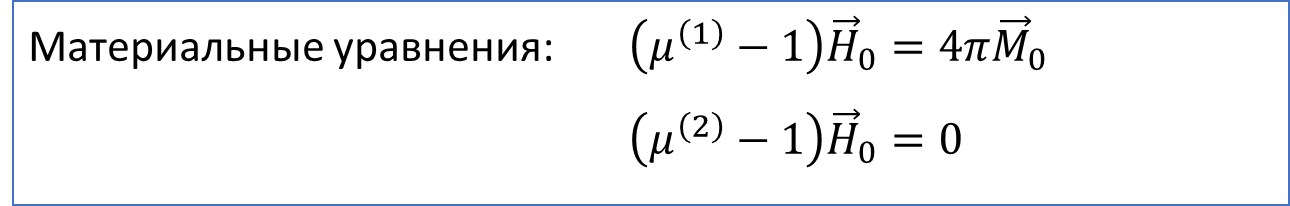 Материальные уравнения: (μ⁽¹⁾ − 1)H⃗₀ = 4πM⃗₀
(μ⁽²⁾ − 1)H⃗₀ = 0